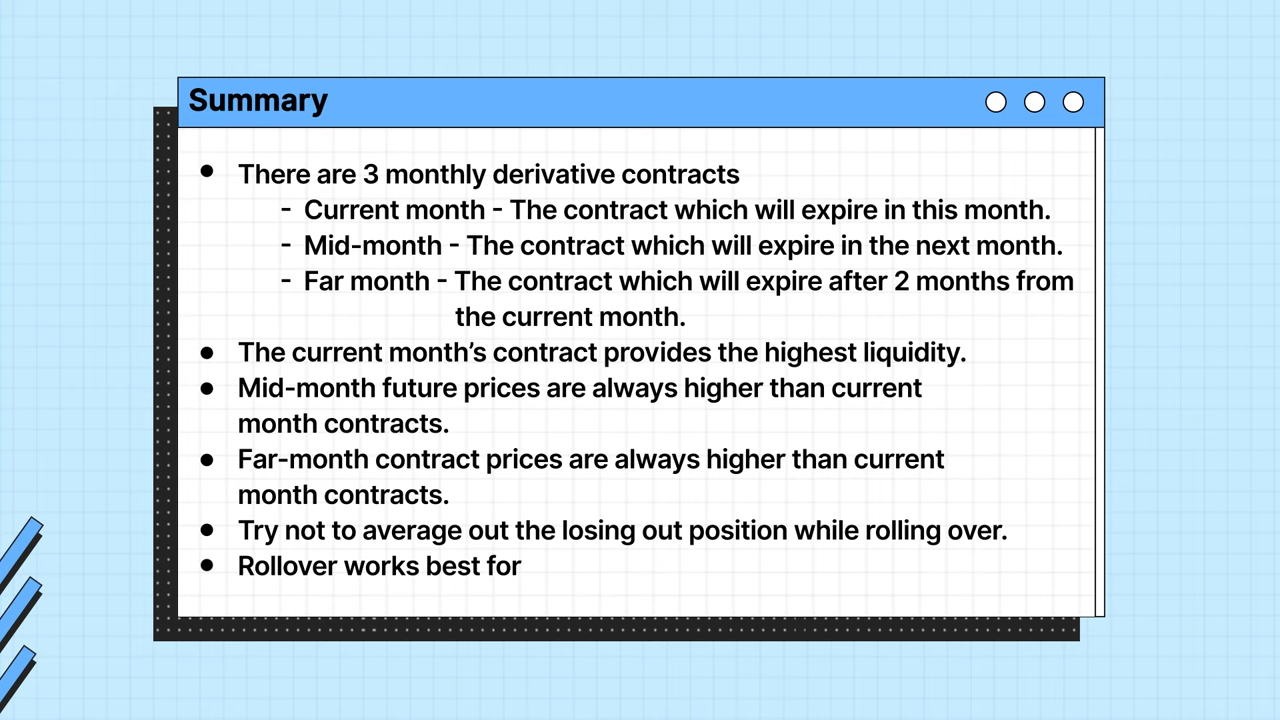 Summary
● There are 3 monthly derivative contracts
- Current month - The contract which will expire in this month.
- Mid-month - The contract which will expire in the next month.
- Far month - The contract which will expire after 2 months from
the current month.
● The current month’s contract provides the highest liquidity.
● Mid-month future prices are always higher than current
month contracts.
● Far-month contract prices are always higher than current
month contracts.
● Try not to average out the losing out position while rolling over.
● Rollover works best for